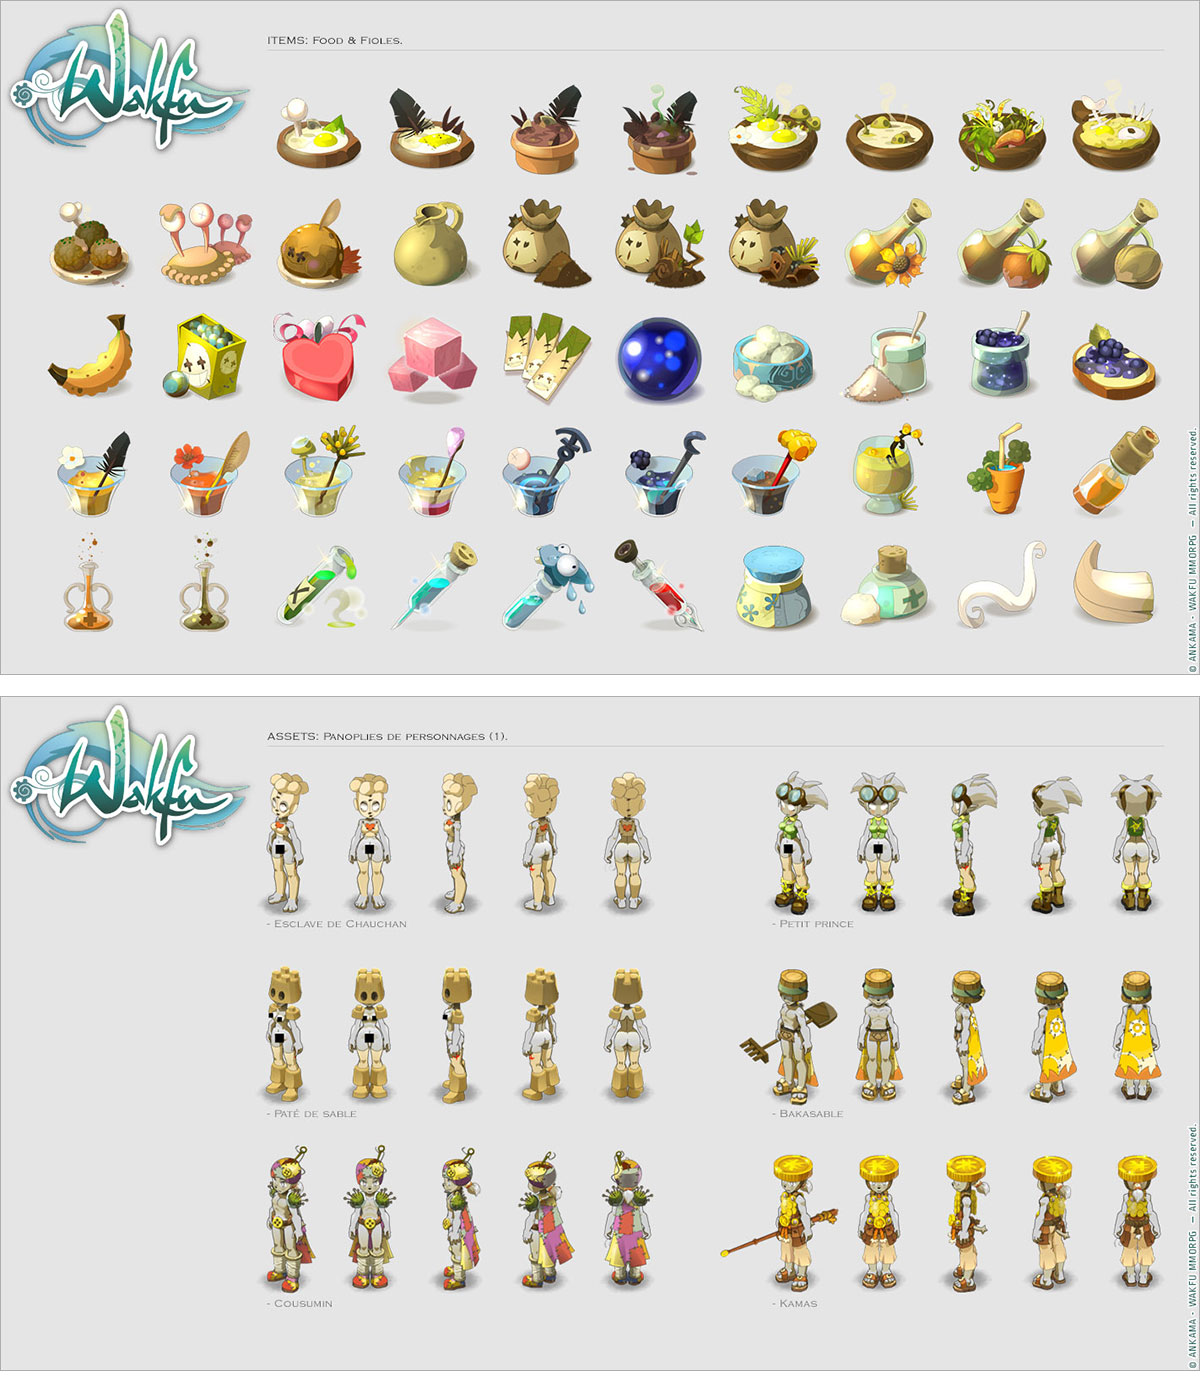 Wakfu
ITEMS: Food & Fioles.
© ANKAMA - WAKFU MMORPG — All rights reserved.
Wakfu
ASSETS: Panoplies de personnages (1).
- Esclave de Chauchan
- Petit prince
- Paté de sable
- Bakasable
- Cousumin
- Kamas
© ANKAMA - WAKFU MMORPG — All rights reserved.